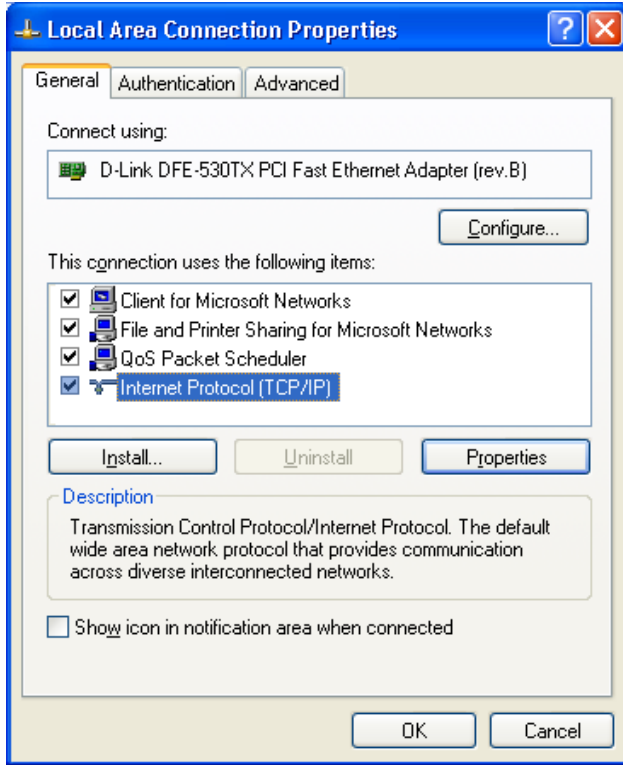 Local Area Connection Properties
General Authentication Advanced
Connect using:
D-Link DFE-530TX PCI Fast Ethernet Adapter (rev.B)
Configure...
This connection uses the following items:
Client for Microsoft Networks
File and Printer Sharing for Microsoft Networks
QoS Packet Scheduler
Internet Protocol (TCP/IP)
Install... Uninstall Properties
Description
Transmission Control Protocol/Internet Protocol. The default
wide area network protocol that provides communication
across diverse interconnected networks.
Show icon in notification area when connected
OK Cancel